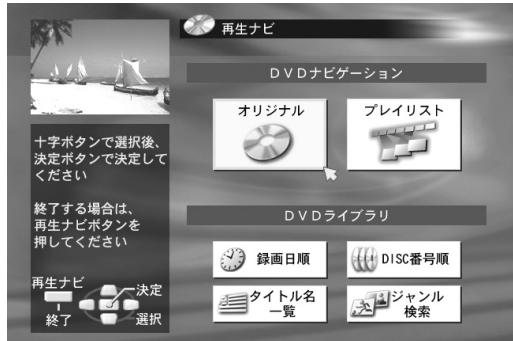 再生ナビ
DVDナビゲーション
オリジナル
プレイリスト
十字ボタンで選択後、
決定ボタンで決定して
ください
終了する場合は、
再生ナビボタンを
押してください
再生ナビ
決定
終了
選択
DVDライブラリ
録画日順
DISC番号順
タイトル名
一覧
ジャンル
検索